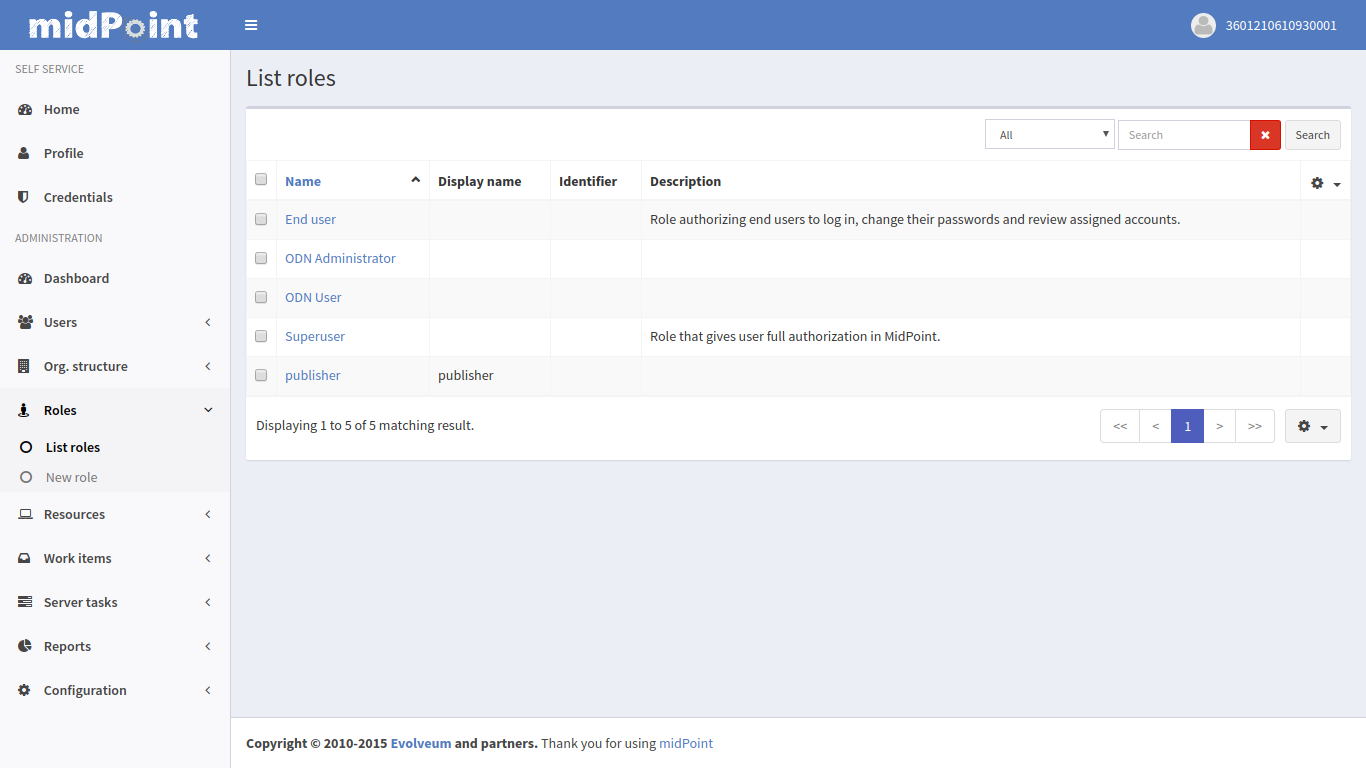 midPoint
3601210610930001
SELF SERVICE
Home
Profile
Credentials
ADMINISTRATION
Dashboard
Users
Org. structure
Roles
List roles
New role
Resources
Work items
Server tasks
Reports
Configuration
List roles
All Search Search
Name Display name Identifier Description
End user Role authorizing end users to log in, change their passwords and review assigned accounts.
ODN Administrator
ODN User
Superuser Role that gives user full authorization in MidPoint.
publisher publisher
Displaying 1 to 5 of 5 matching result. << < 1 > >>
Copyright © 2010-2015 Evolveum and partners. Thank you for using midPoint